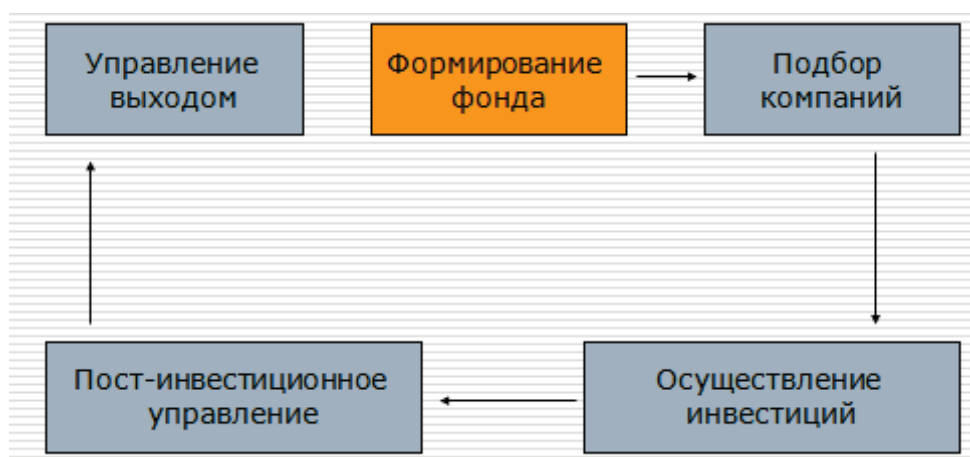 Управление
выходом
Формирование
фонда
Подбор
компаний
Пост-инвестиционное
управление
Осуществление
инвестиций